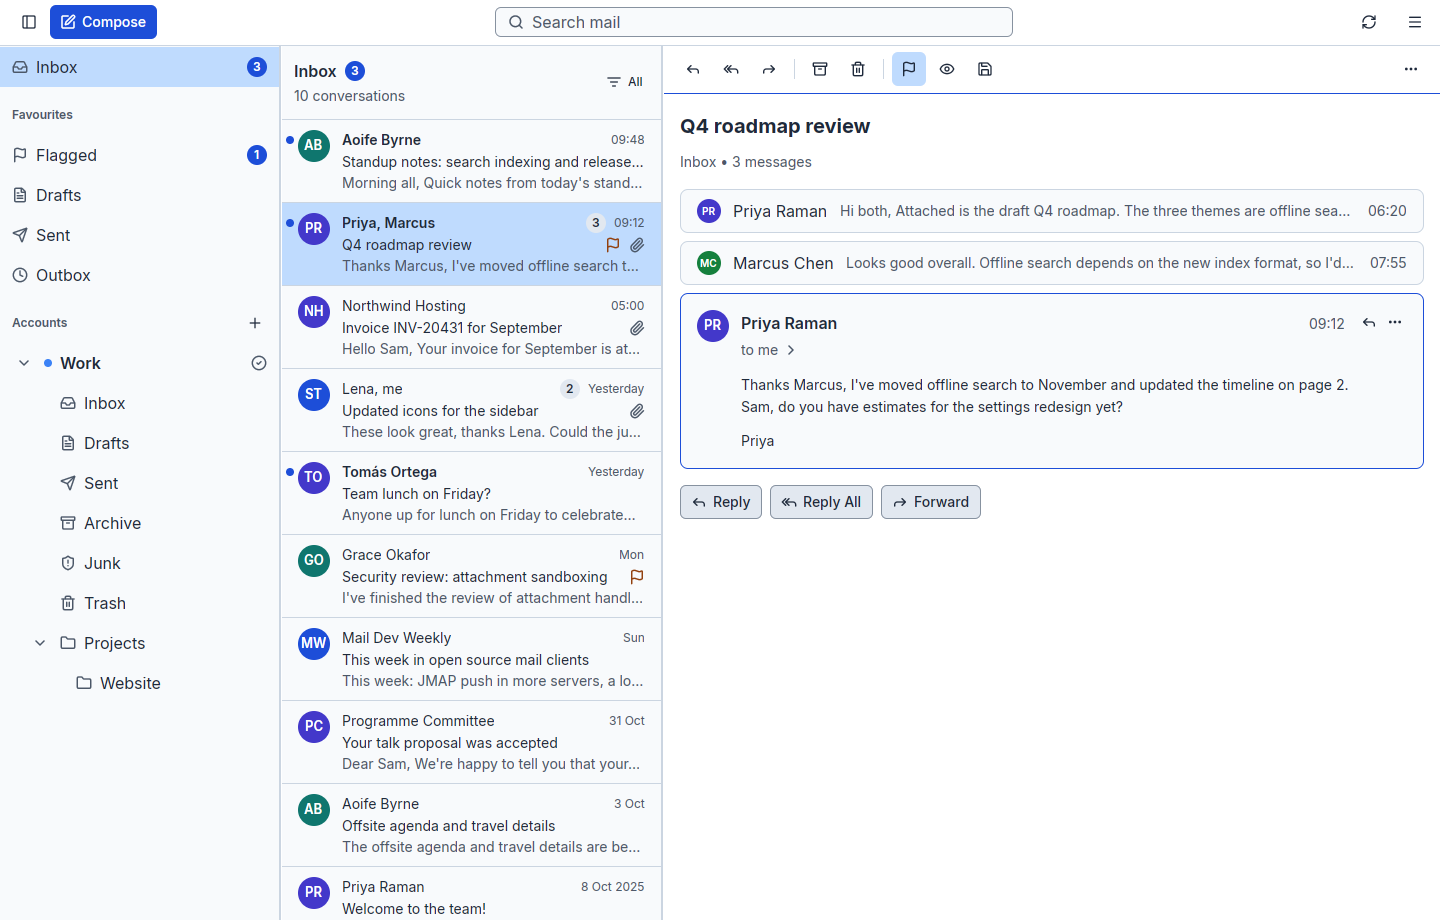 Compose
Search mail
Inbox 3
Favourites
Flagged 1
Drafts
Sent
Outbox
Accounts
Work
Inbox
Drafts
Sent
Archive
Junk
Trash
Projects
Website
Inbox 3
10 conversations
All
AB Aoife Byrne 09:48
Standup notes: search indexing and release...
Morning all, Quick notes from today's stand...
PR Priya, Marcus 3 09:12
Q4 roadmap review
Thanks Marcus, I've moved offline search t...
NH Northwind Hosting 05:00
Invoice INV-20431 for September
Hello Sam, Your invoice for September is at...
ST Lena, me 2 Yesterday
Updated icons for the sidebar
These look great, thanks Lena. Could the ju...
TO Tomás Ortega Yesterday
Team lunch on Friday?
Anyone up for lunch on Friday to celebrate...
GO Grace Okafor Mon
Security review: attachment sandboxing
I've finished the review of attachment handl...
MW Mail Dev Weekly Sun
This week in open source mail clients
This week: JMAP push in more servers, a lo...
PC Programme Committee 31 Oct
Your talk proposal was accepted
Dear Sam, We're happy to tell you that your...
AB Aoife Byrne 3 Oct
Offsite agenda and travel details
The offsite agenda and travel details are be...
PR Priya Raman 8 Oct 2025
Welcome to the team!
Q4 roadmap review
Inbox • 3 messages
PR Priya Raman Hi both, Attached is the draft Q4 roadmap. The three themes are offline sea... 06:20
MC Marcus Chen Looks good overall. Offline search depends on the new index format, so I'd... 07:55
PR Priya Raman 09:12
to me
Thanks Marcus, I've moved offline search to November and updated the timeline on page 2.
Sam, do you have estimates for the settings redesign yet?
Priya
Reply Reply All Forward